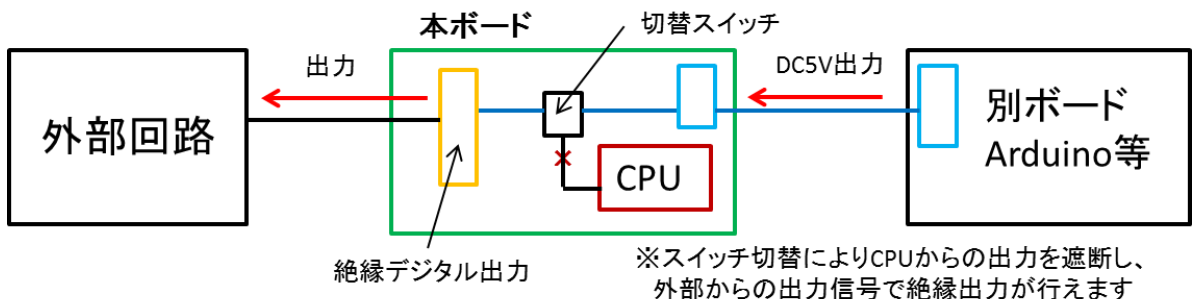 本ボード
切替スイッチ
出力
DC5V出力
外部回路
CPU
別ボード
Arduino等
絶縁デジタル出力
※スイッチ切替によりCPUからの出力を遮断し、
外部からの出力信号で絶縁出力が行えます